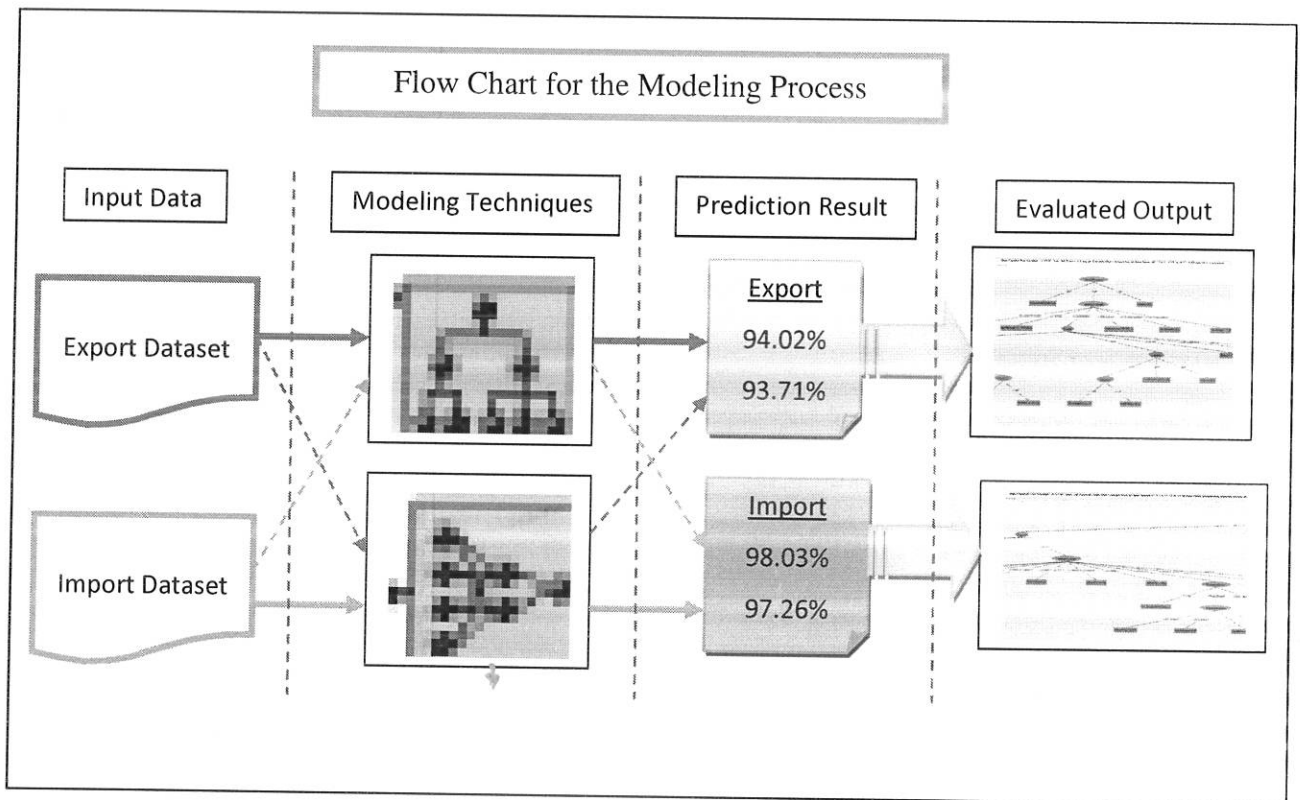 Flow Chart for the Modeling Process
Input Data
Modeling Techniques
Prediction Result
Evaluated Output
Export Dataset
Import Dataset
Export
94.02%
93.71%
Import
98.03%
97.26%